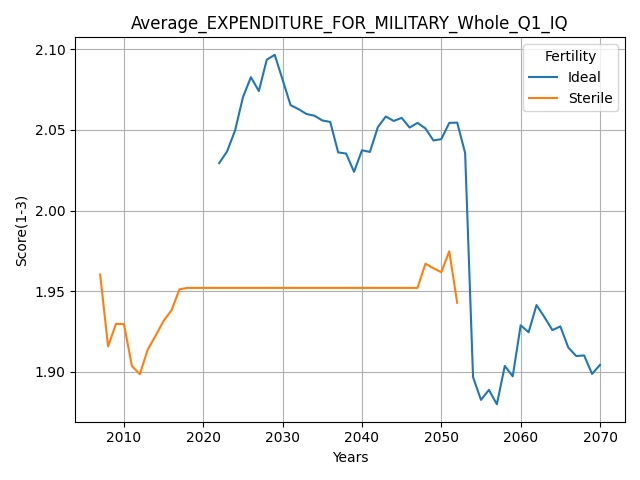 Average_EXPENDITURE_FOR_MILITARY_Whole_Q1_IQ
Fertility
Ideal
Sterile
Score(1-3)
2.10
2.05
2.00
1.95
1.90
2010 2020 2030 2040 2050 2060 2070
Years